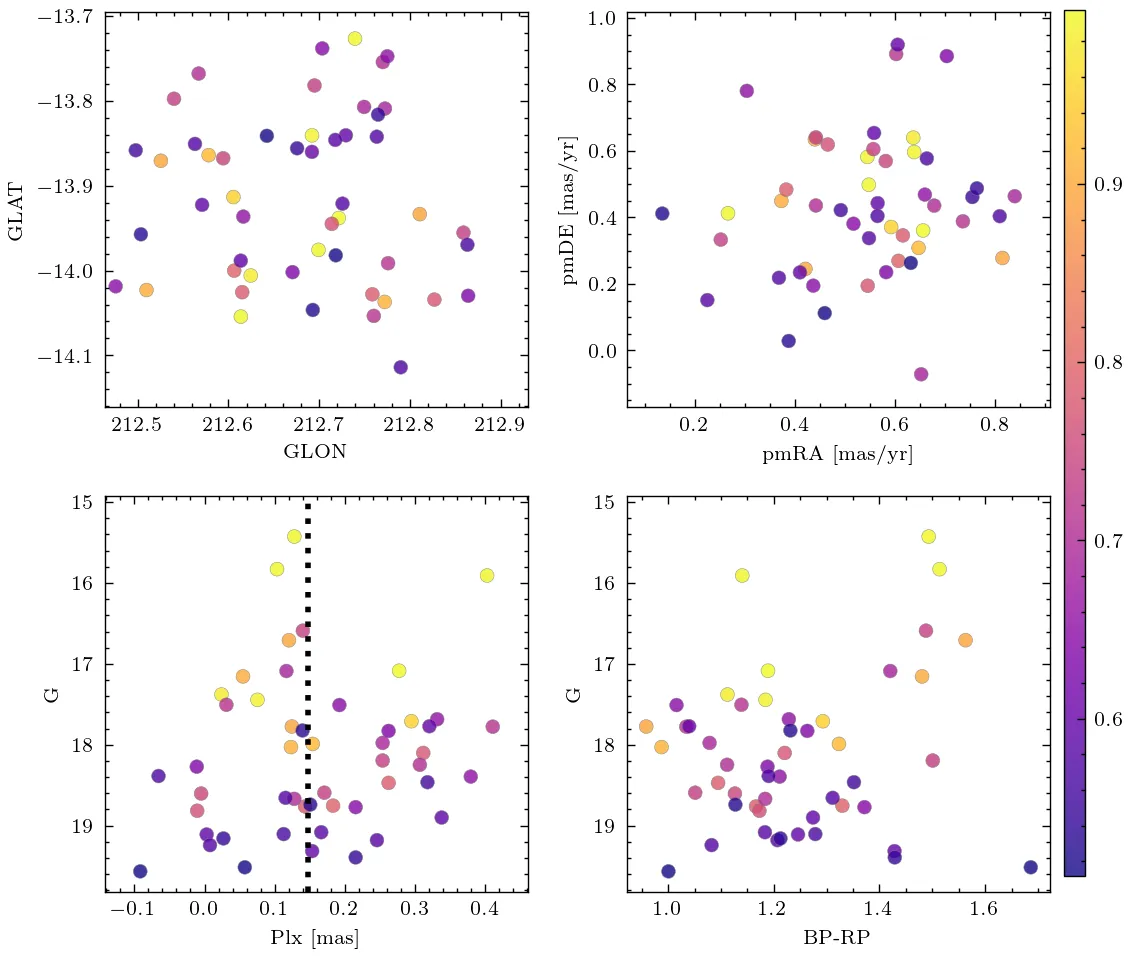 −13.7
−13.8
−13.9
−14.0
−14.1
GLAT
212.5 212.6 212.7 212.8 212.9
GLON
1.0
0.8
0.6
0.4
0.2
0.0
pmDE [mas/yr]
0.2 0.4 0.6 0.8
pmRA [mas/yr]
15
16
17
18
19
G
−0.1 0.0 0.1 0.2 0.3 0.4
Plx [mas]
15
16
17
18
19
G
1.0 1.2 1.4 1.6
BP-RP
0.9
0.8
0.7
0.6